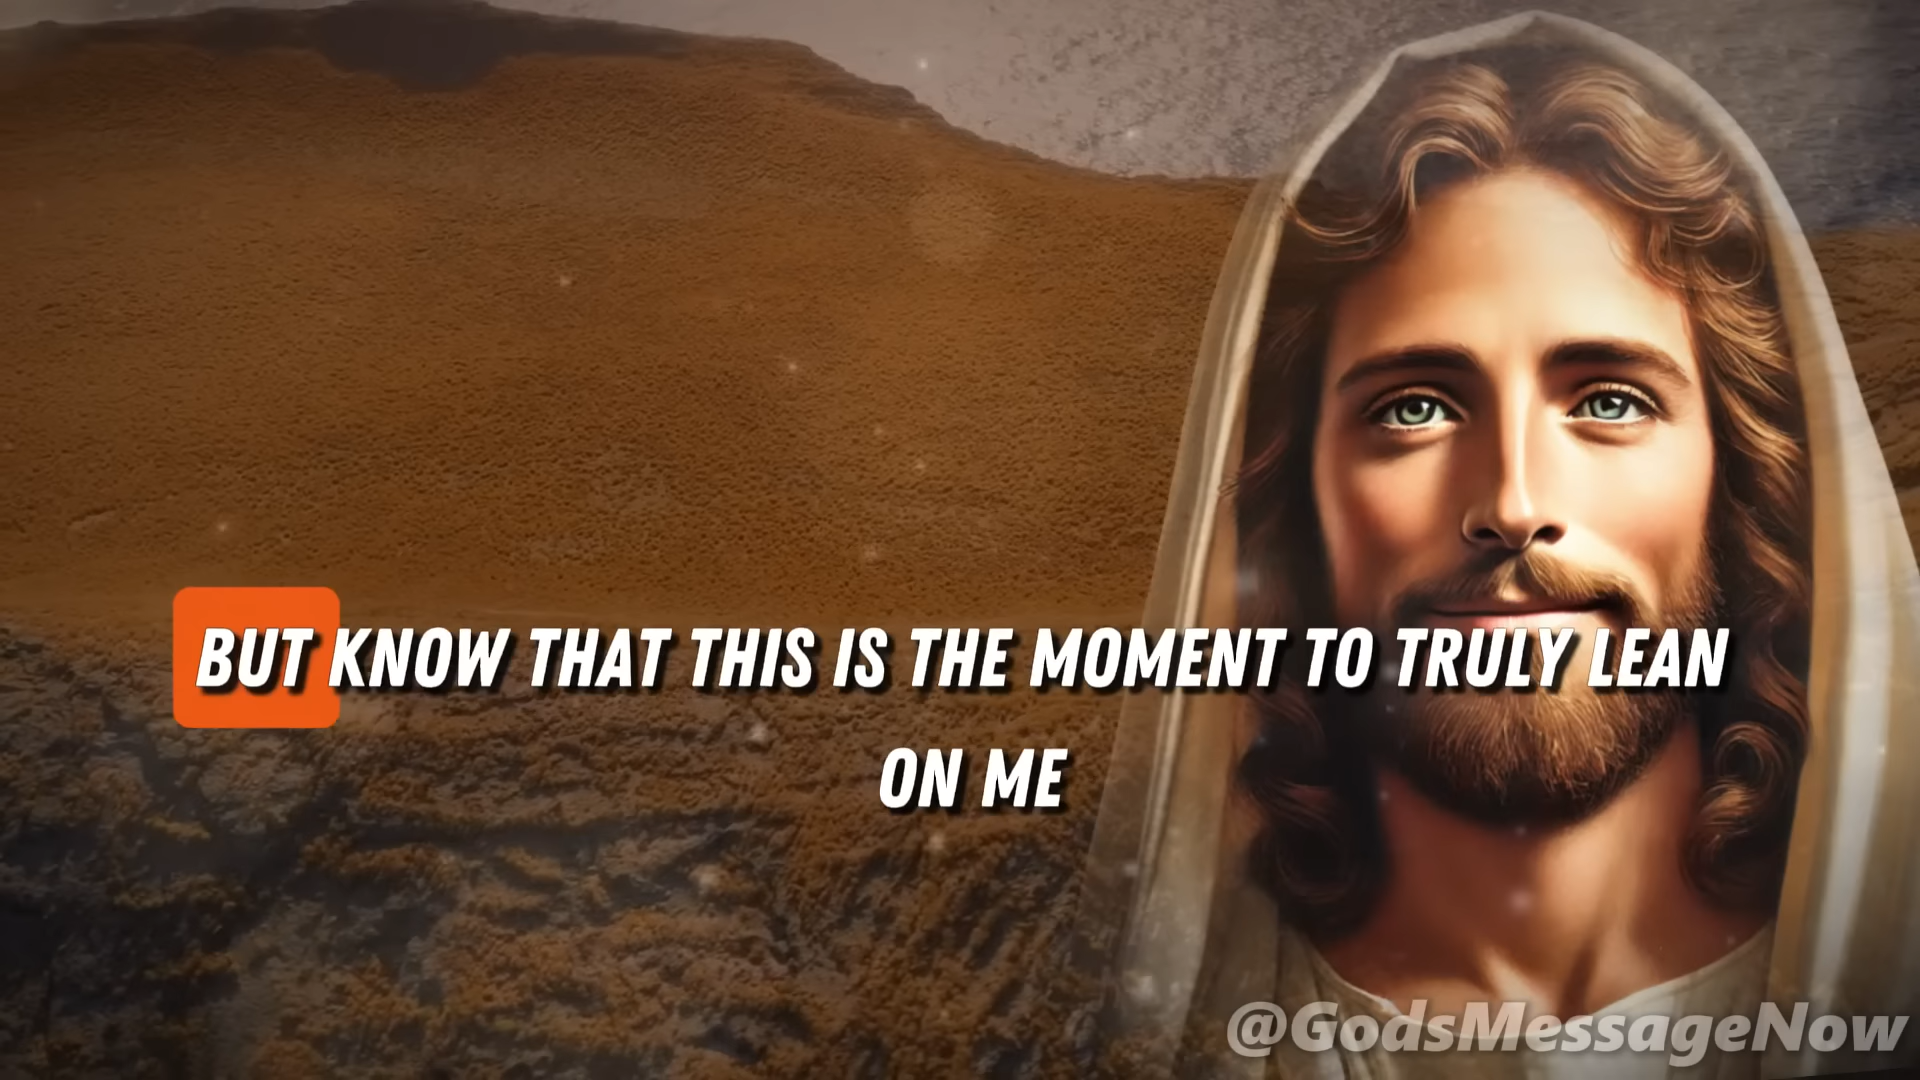 BUT KNOW THAT THIS IS THE MOMENT TO TRULY LEAN
ON ME
@GodsMessageNow